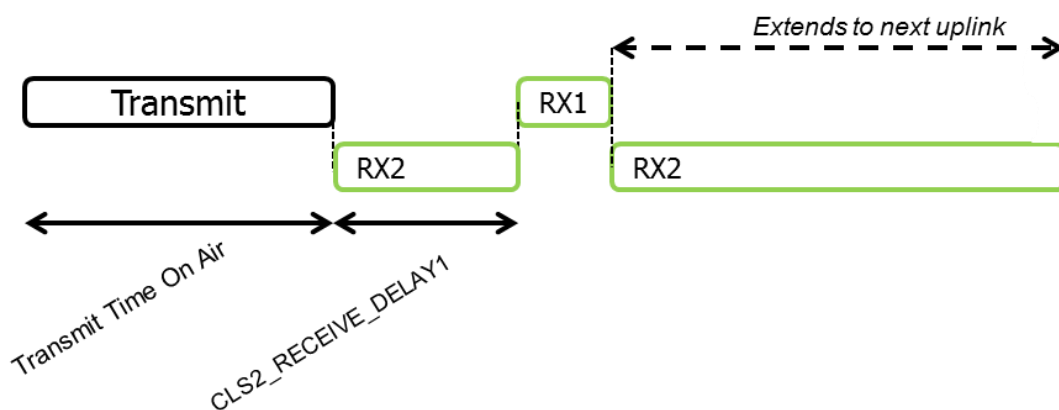 Extends to next uplink
Transmit
RX1
RX2
RX2
Transmit Time On Air
CLS2_RECEIVE_DELAY1